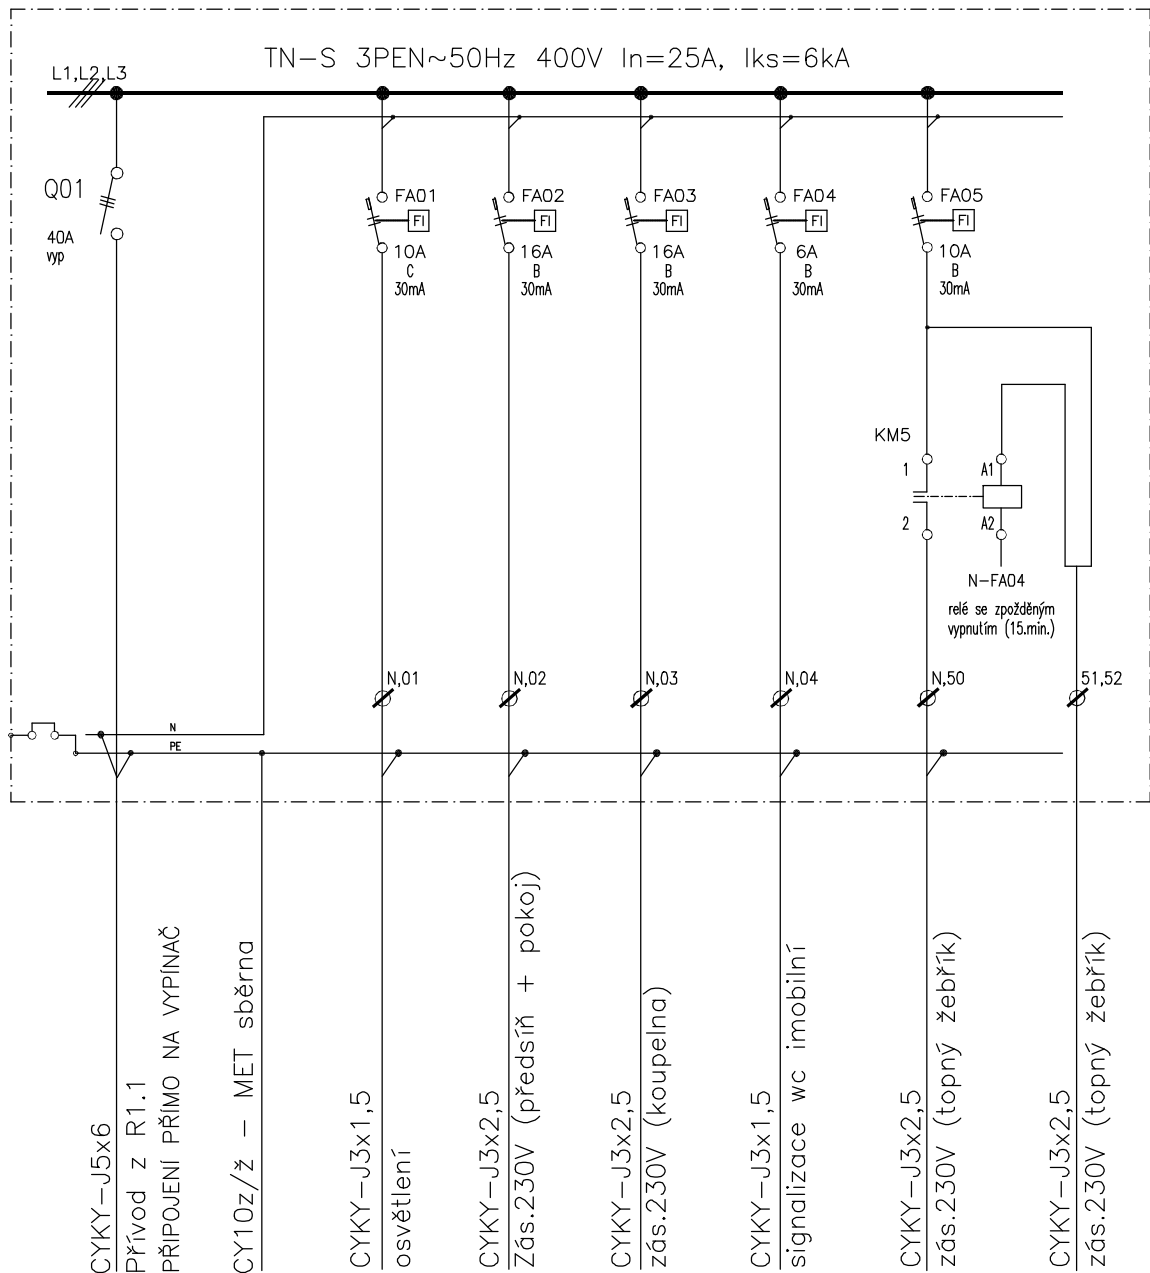 TN-S 3PEN~50Hz 400V In=25A, Iks=6kA
L1,L2,L3
Q01
40A
vyp
FA01
FI
10A
C
30mA
FA02
FI
16A
B
30mA
FA03
FI
16A
B
30mA
FA04
FI
6A
B
30mA
FA05
FI
10A
B
30mA
KM5
1
2
A1
A2
N-FA04
relé se zpožděným
vypnutím (15.min.)
N,01
N,02
N,03
N,04
N,50
51,52
N
PE
CYKY-J5x6
Přívod z R1.1
PŘIPOJENÍ PŘÍMO NA VYPÍNAČ
CY10z/ž - MET sběrna
CYKY-J3x1,5
osvětlení
CYKY-J3x2,5
Zás.230V (předsíň + pokoj)
CYKY-J3x2,5
zás.230V (koupelna)
CYKY-J3x1,5
signalizace wc imobilní
CYKY-J3x2,5
zás.230V (topný žebřík)
CYKY-J3x2,5
zás.230V (topný žebřík)